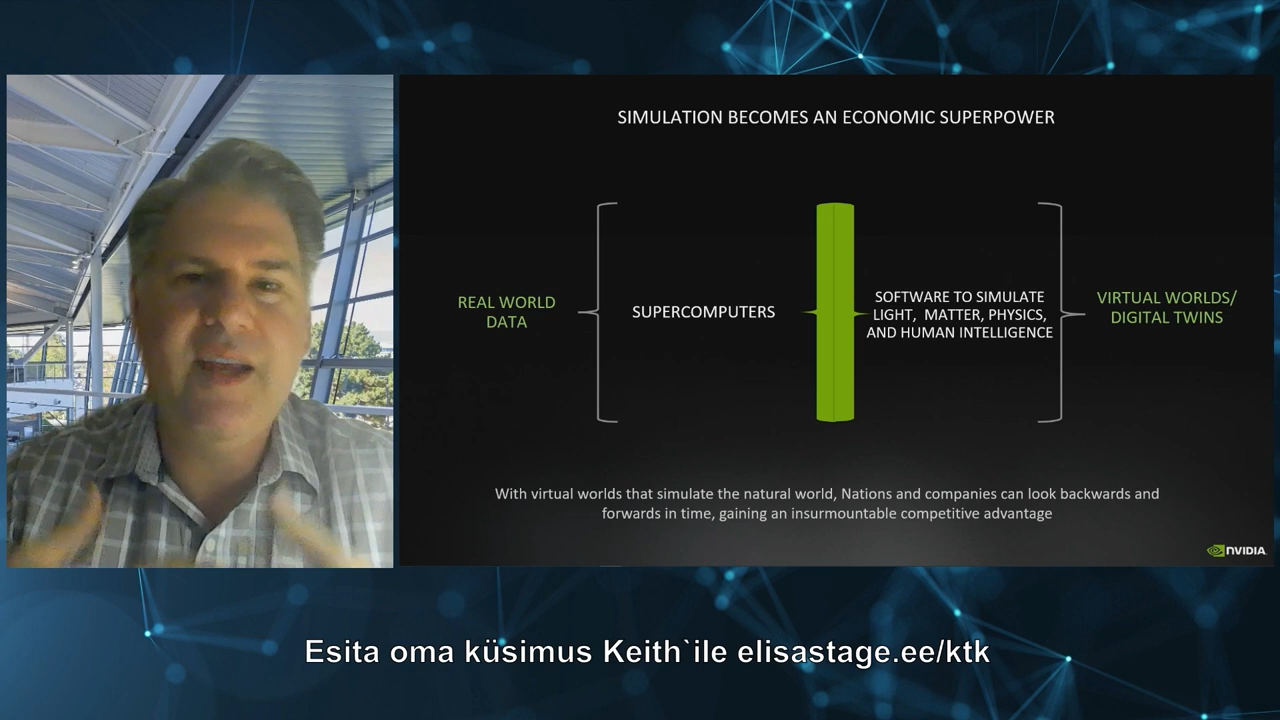 SIMULATION BECOMES AN ECONOMIC SUPERPOWER
REAL WORLD
DATA
SUPERCOMPUTERS
SOFTWARE TO SIMULATE
LIGHT, MATTER, PHYSICS,
AND HUMAN INTELLIGENCE
VIRTUAL WORLDS/
DIGITAL TWINS
With virtual worlds that simulate the natural world, Nations and companies can look backwards and
forwards in time, gaining an insurmountable competitive advantage
NVIDIA.
Esita oma küsimus Keith`ile elisastage.ee/ktk